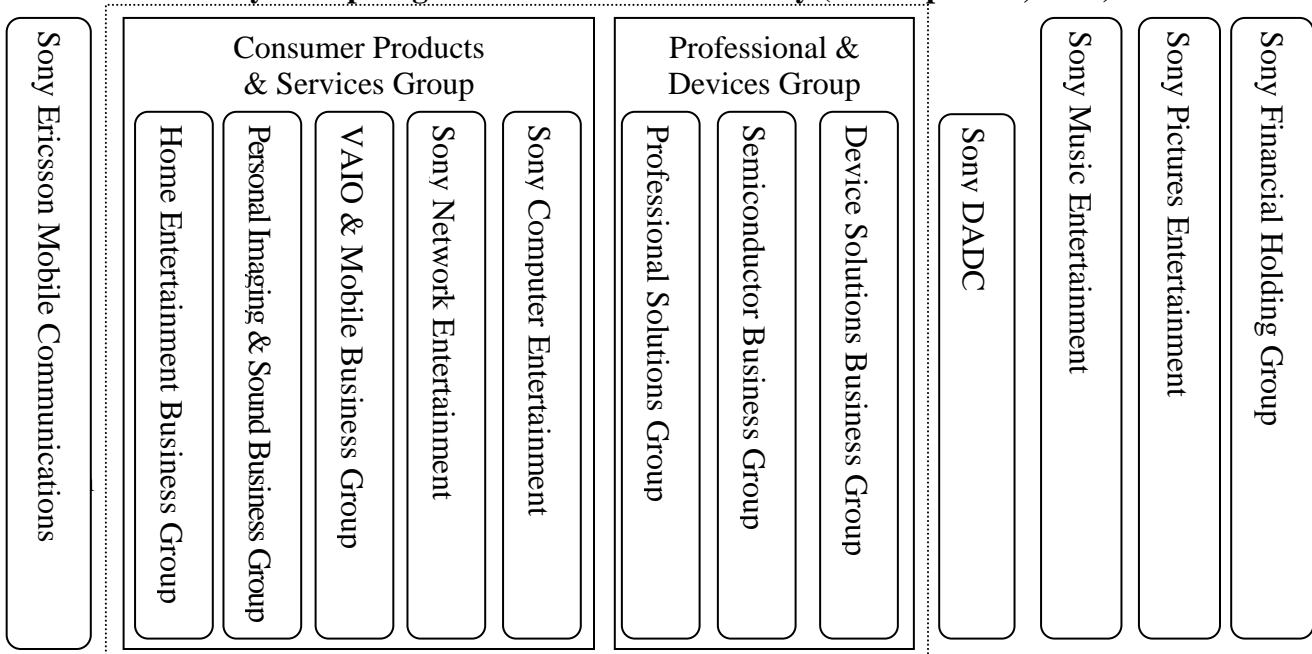 Sony Ericsson Mobile Communications
Consumer Products
& Services Group
Home Entertainment Business Group
Personal Imaging & Sound Business Group
VAIO & Mobile Business Group
Sony Network Entertainment
Sony Computer Entertainment
Professional &
Devices Group
Professional Solutions Group
Semiconductor Business Group
Device Solutions Business Group
Sony DADC
Sony Music Entertainment
Sony Pictures Entertainment
Sony Financial Holding Group